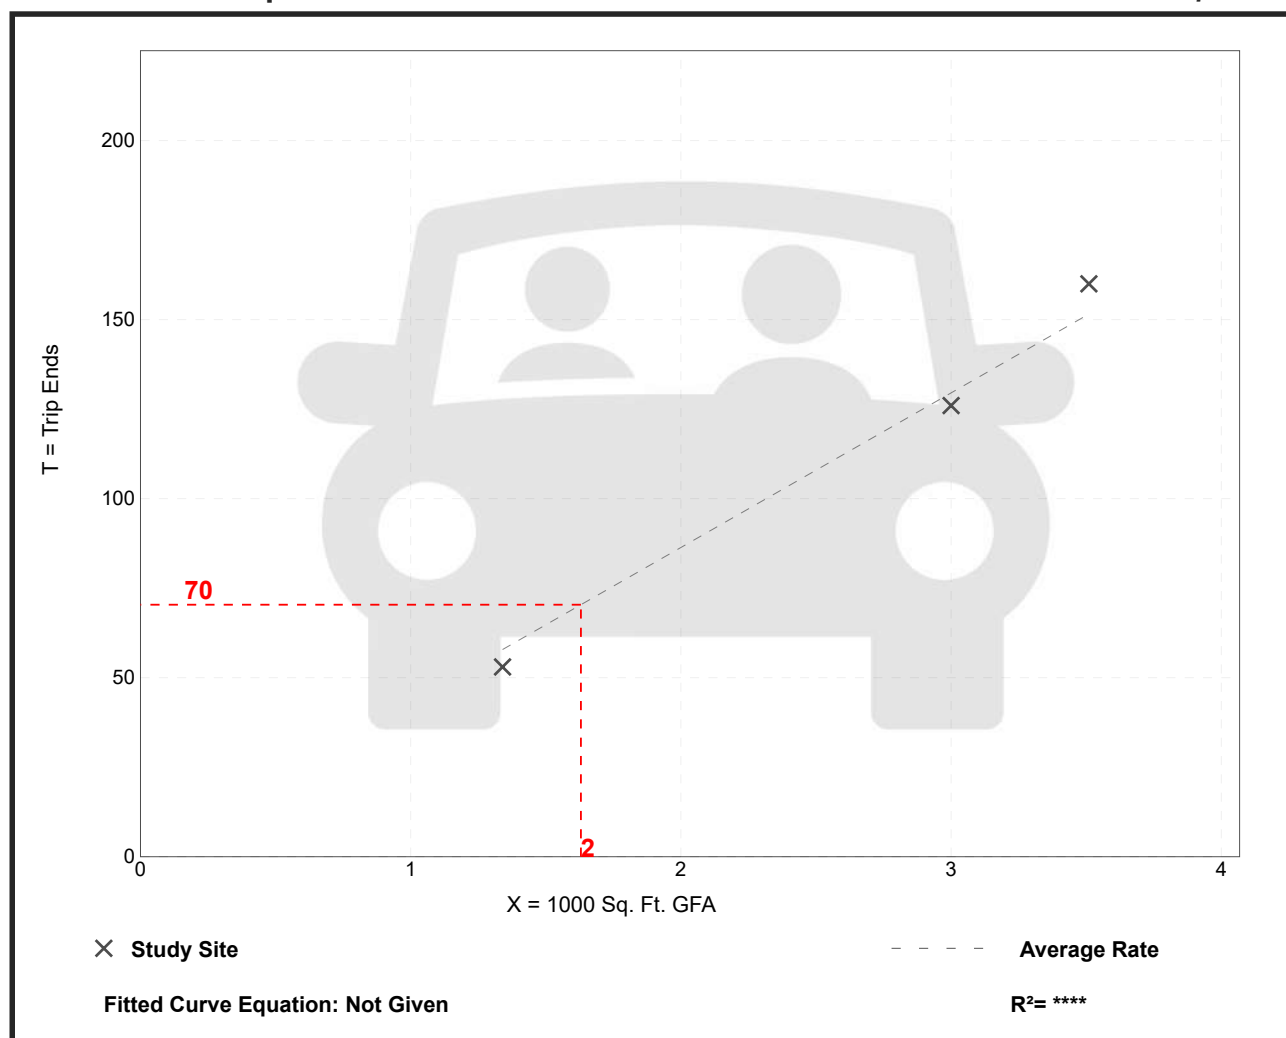 200
150
T = Trip Ends
100
70
50
2
0
0 1 2 3 4
X = 1000 Sq. Ft. GFA
Study Site
Average Rate
Fitted Curve Equation: Not Given
R²= ****